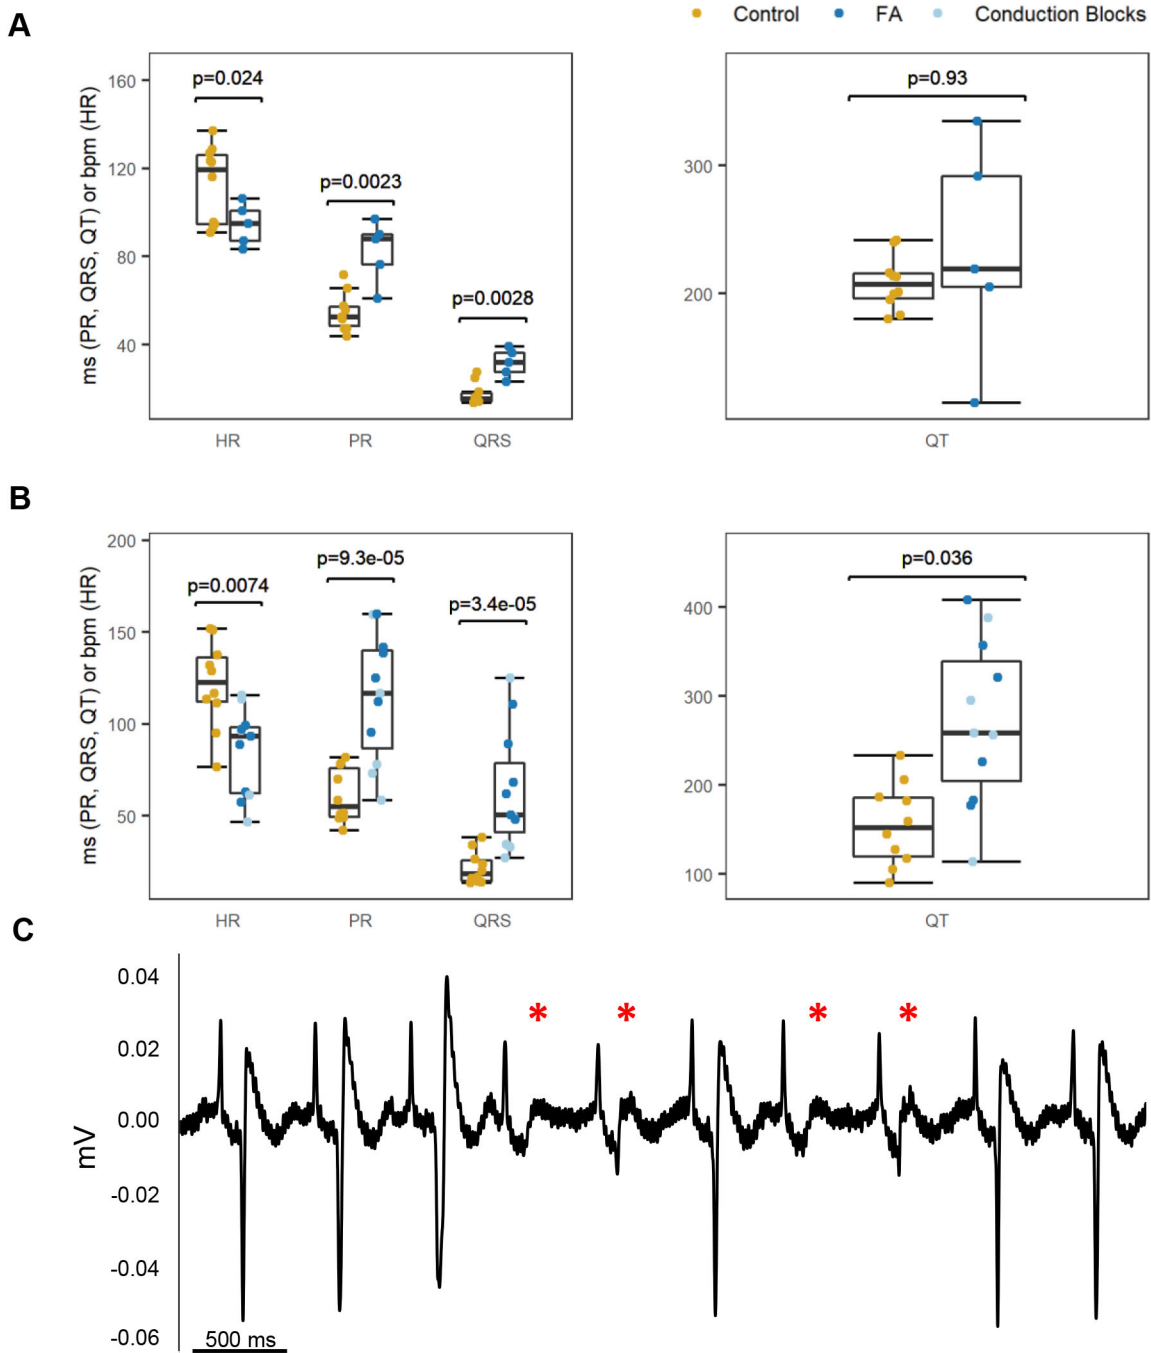 Control FA Conduction Blocks
A
ms (PR, QRS, QT) or bpm (HR)
160
120
80
40
p=0.024
p=0.0023
p=0.0028
HR PR QRS
300
200
p=0.93
QT
B
ms (PR, QRS, QT) or bpm (HR)
200
150
100
50
p=0.0074
p=9.3e-05
p=3.4e-05
HR PR QRS
400
300
200
100
p=0.036
QT
C
mV
0.04
0.02
0.00
-0.02
-0.04
-0.06
* * * *
500 ms